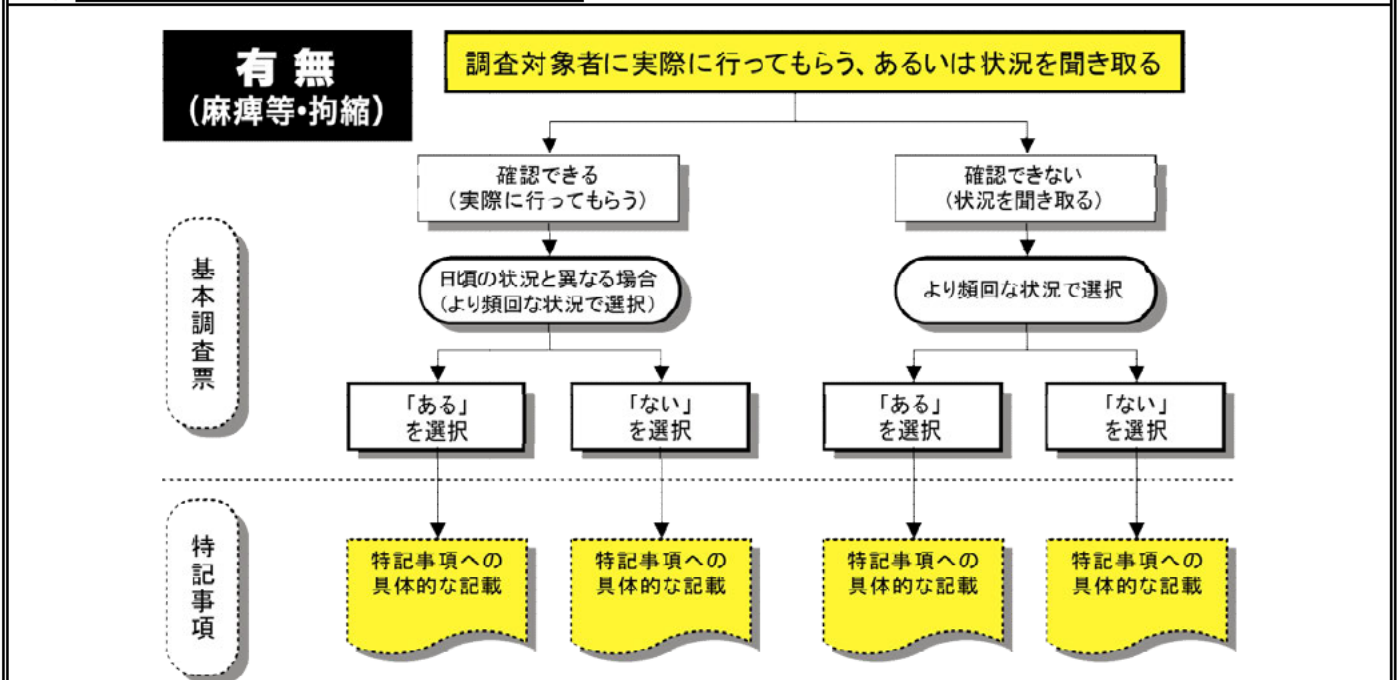 有無
(麻痺等・拘縮)
調査対象者に実際に行ってもらう、あるいは状況を聞き取る
確認できる
(実際に行ってもらう)
確認できない
(状況を聞き取る)
基本調査票
日頃の状況と異なる場合
(より頻回な状況で選択)
より頻回な状況で選択
「ある」
を選択
「ない」
を選択
「ある」
を選択
「ない」
を選択
特記事項
特記事項への
具体的な記載
特記事項への
具体的な記載
特記事項への
具体的な記載
特記事項への
具体的な記載